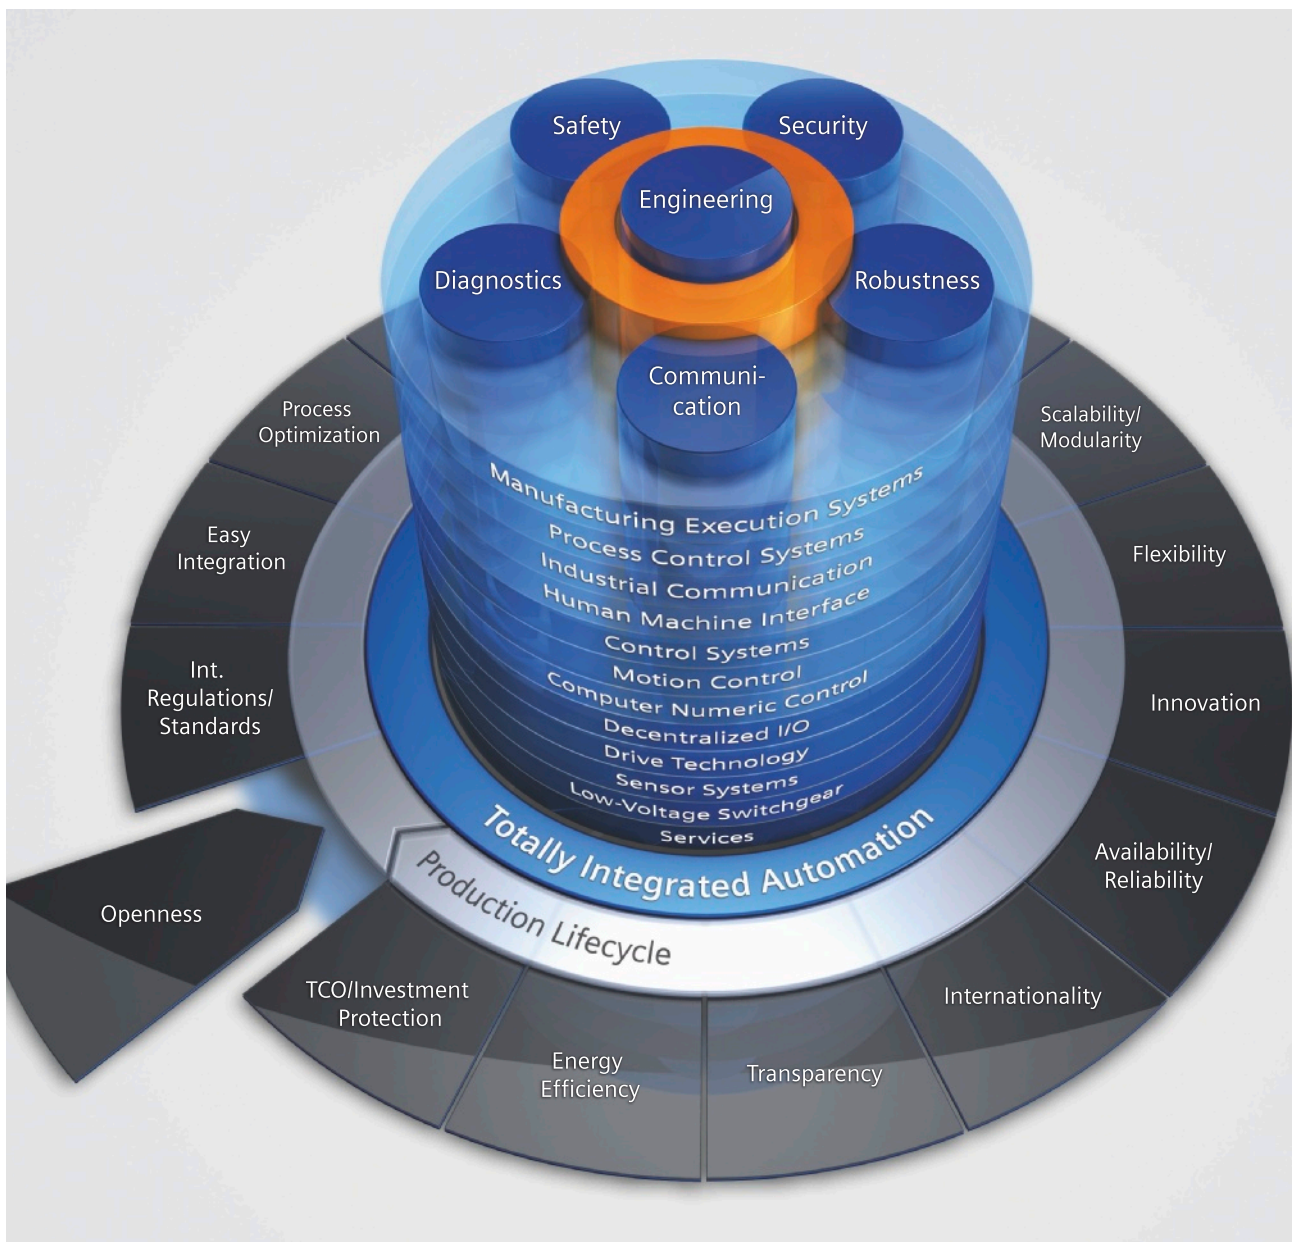 Safety
Security
Engineering
Diagnostics
Robustness
Communi-
cation
Manufacturing Execution Systems
Process Control Systems
Industrial Communication
Human Machine Interface
Control Systems
Motion Control
Computer Numeric Control
Decentralized I/O
Drive Technology
Sensor Systems
Low-Voltage Switchgear
Services
Totally Integrated Automation
Production Lifecycle
Process
Optimization
Easy
Integration
Int.
Regulations/
Standards
Openness
TCO/Investment
Protection
Energy
Efficiency
Transparency
Internationality
Availability/
Reliability
Innovation
Flexibility
Scalability/
Modularity